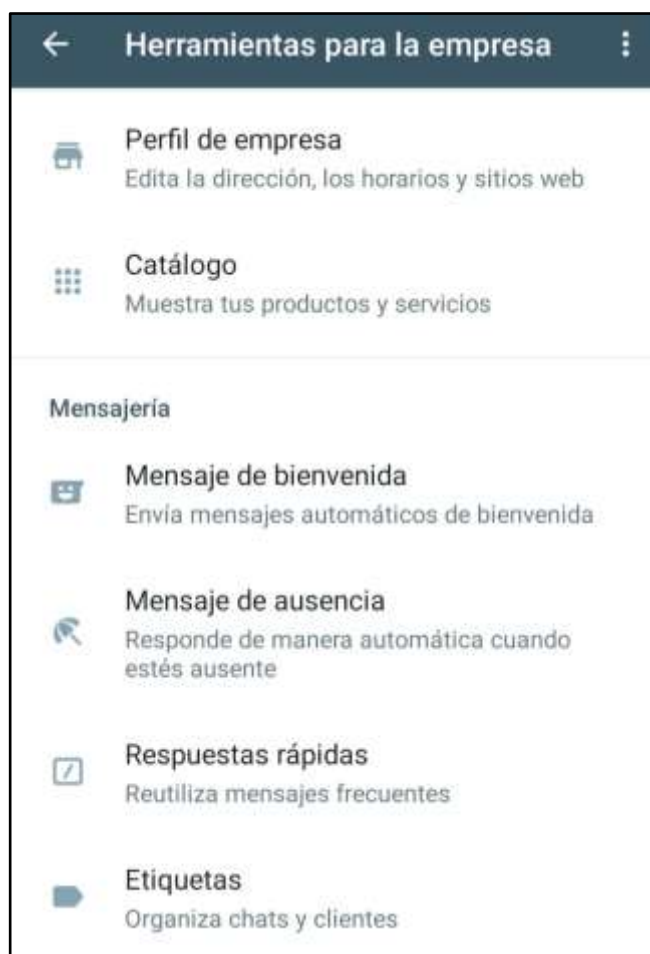 Herramientas para la empresa
Perfil de empresa
Edita la dirección, los horarios y sitios web
Catálogo
Muestra tus productos y servicios
Mensajería
Mensaje de bienvenida
Envía mensajes automáticos de bienvenida
Mensaje de ausencia
Responde de manera automática cuando
estés ausente
Respuestas rápidas
Reutiliza mensajes frecuentes
Etiquetas
Organiza chats y clientes